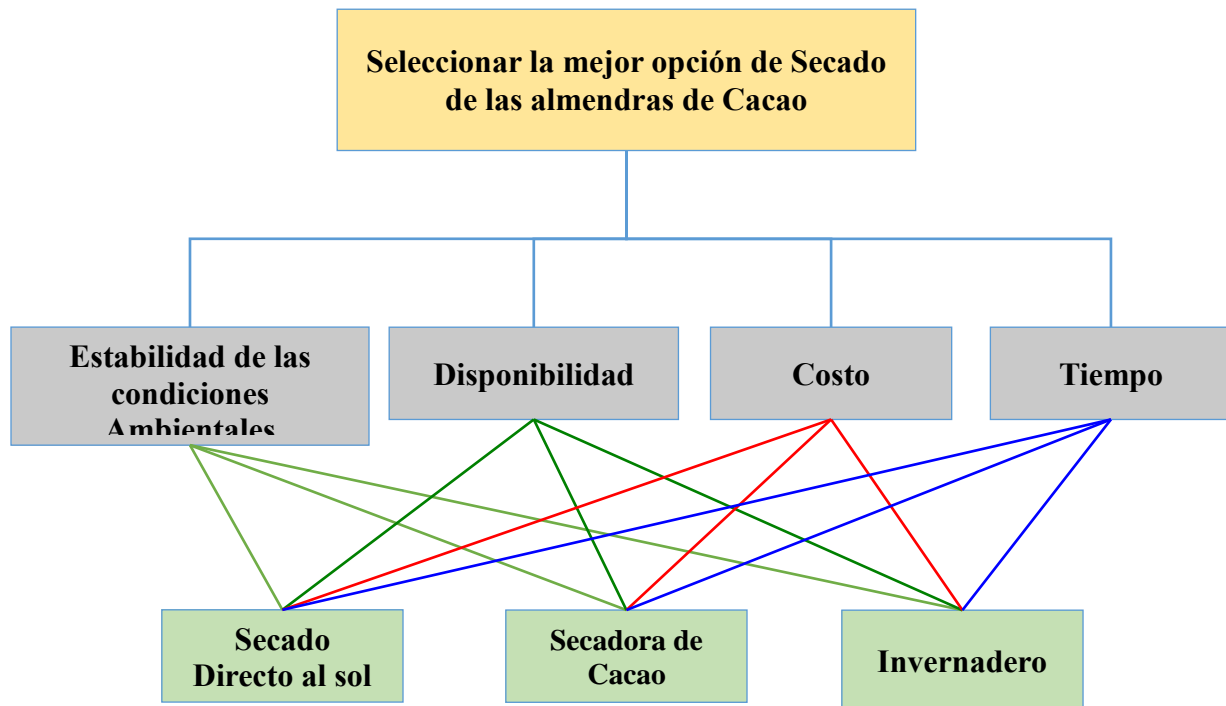 Seleccionar la mejor opción de Secado
de las almendras de Cacao
Estabilidad de las
condiciones
Ambientales
Disponibilidad
Costo
Tiempo
Secado
Directo al sol
Secadora de
Cacao
Invernadero